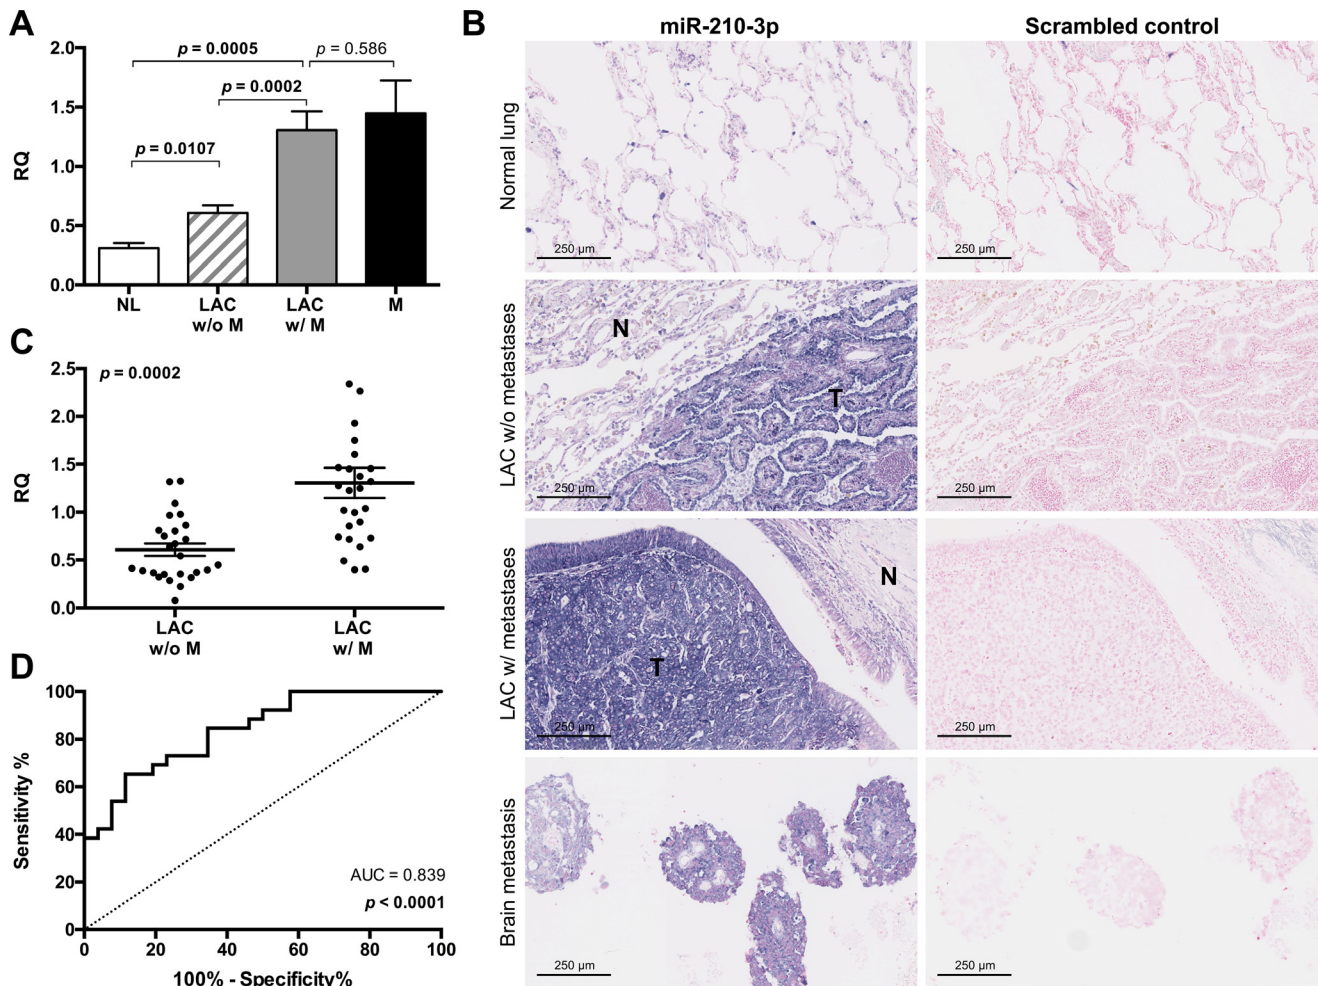 A
2.0
1.5
1.0
0.5
0.0
RQ
p = 0.0005
p = 0.586
p = 0.0002
p = 0.0107
NL
LAC
w/o M
LAC
w/ M
M
B
miR-210-3p
Scrambled control
Normal lung
250 µm
250 µm
LAC w/o metastases
N
T
250 µm
250 µm
LAC w/ metastases
N
T
250 µm
250 µm
Brain metastasis
250 µm
250 µm
C
2.5
2.0
1.5
1.0
0.5
0.0
RQ
p = 0.0002
LAC
w/o M
LAC
w/ M
D
100
80
60
40
20
0
Sensitivity %
AUC = 0.839
p < 0.0001
0
20
40
60
80
100
100% - Specificity%